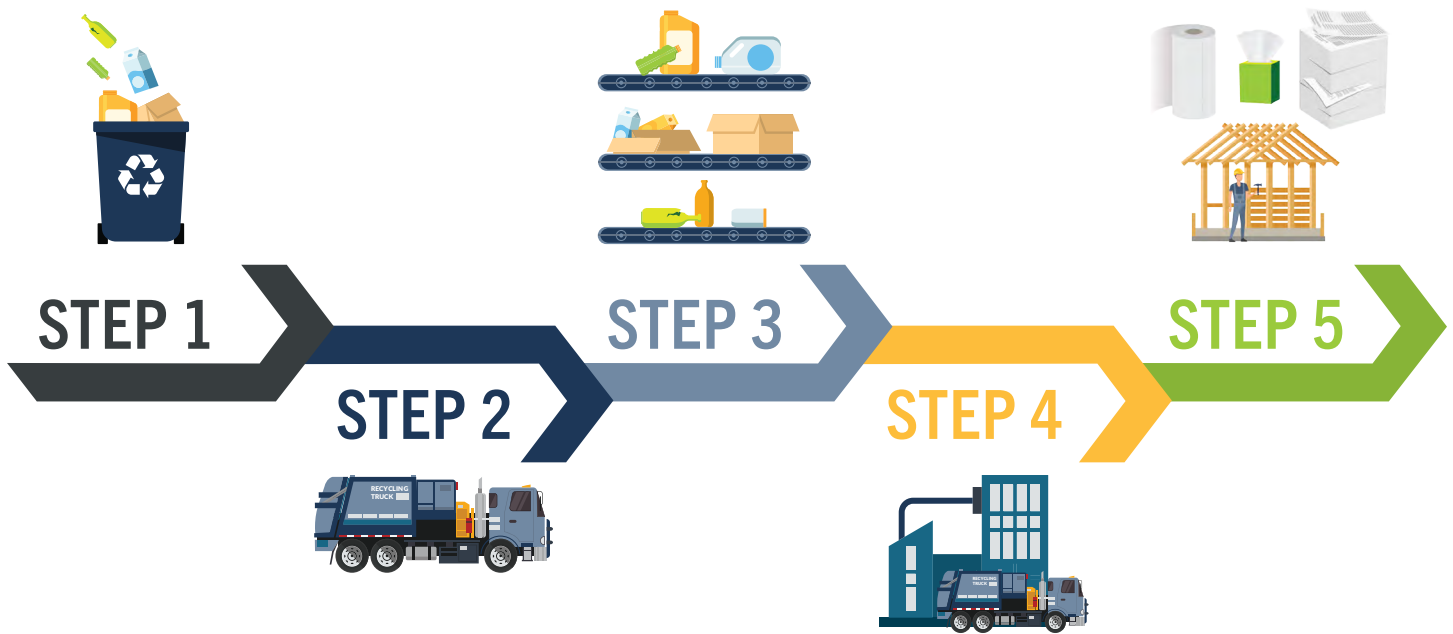 STEP 1
STEP 2
RECYCLING
TRUCK
STEP 3
STEP 4
RECYCLING
TRUCK
STEP 5